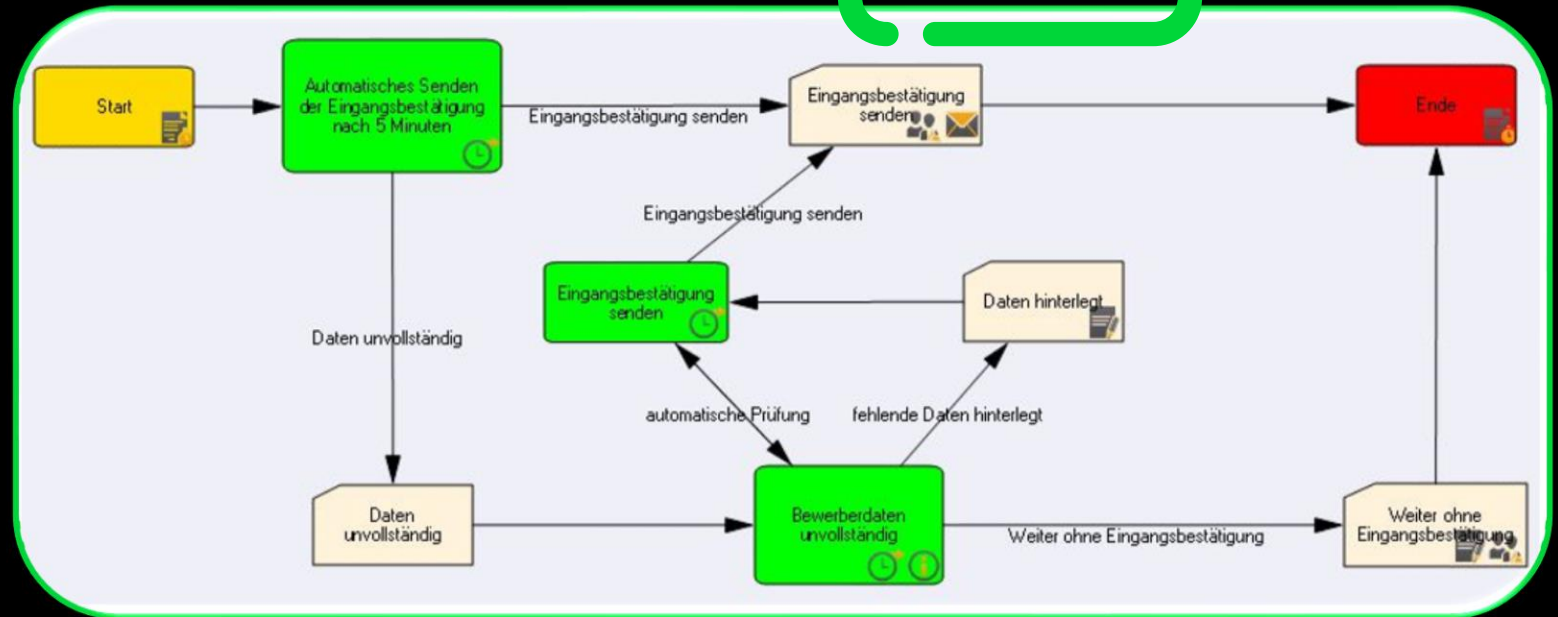 Start
Automatisches Senden
der Eingangsbestätigung
nach 5 Minuten
Eingangsbestätigung senden
Eingangsbestätigung
senden
Ende
Eingangsbestätigung senden
Eingangsbestätigung
senden
Daten hinterlegt
Daten unvollständig
automatische Prüfung
fehlende Daten hinterlegt
Daten
unvollständig
Bewerberdaten
unvollständig
Weiter ohne Eingangsbestätigung
Weiter ohne
Eingangsbestätigung